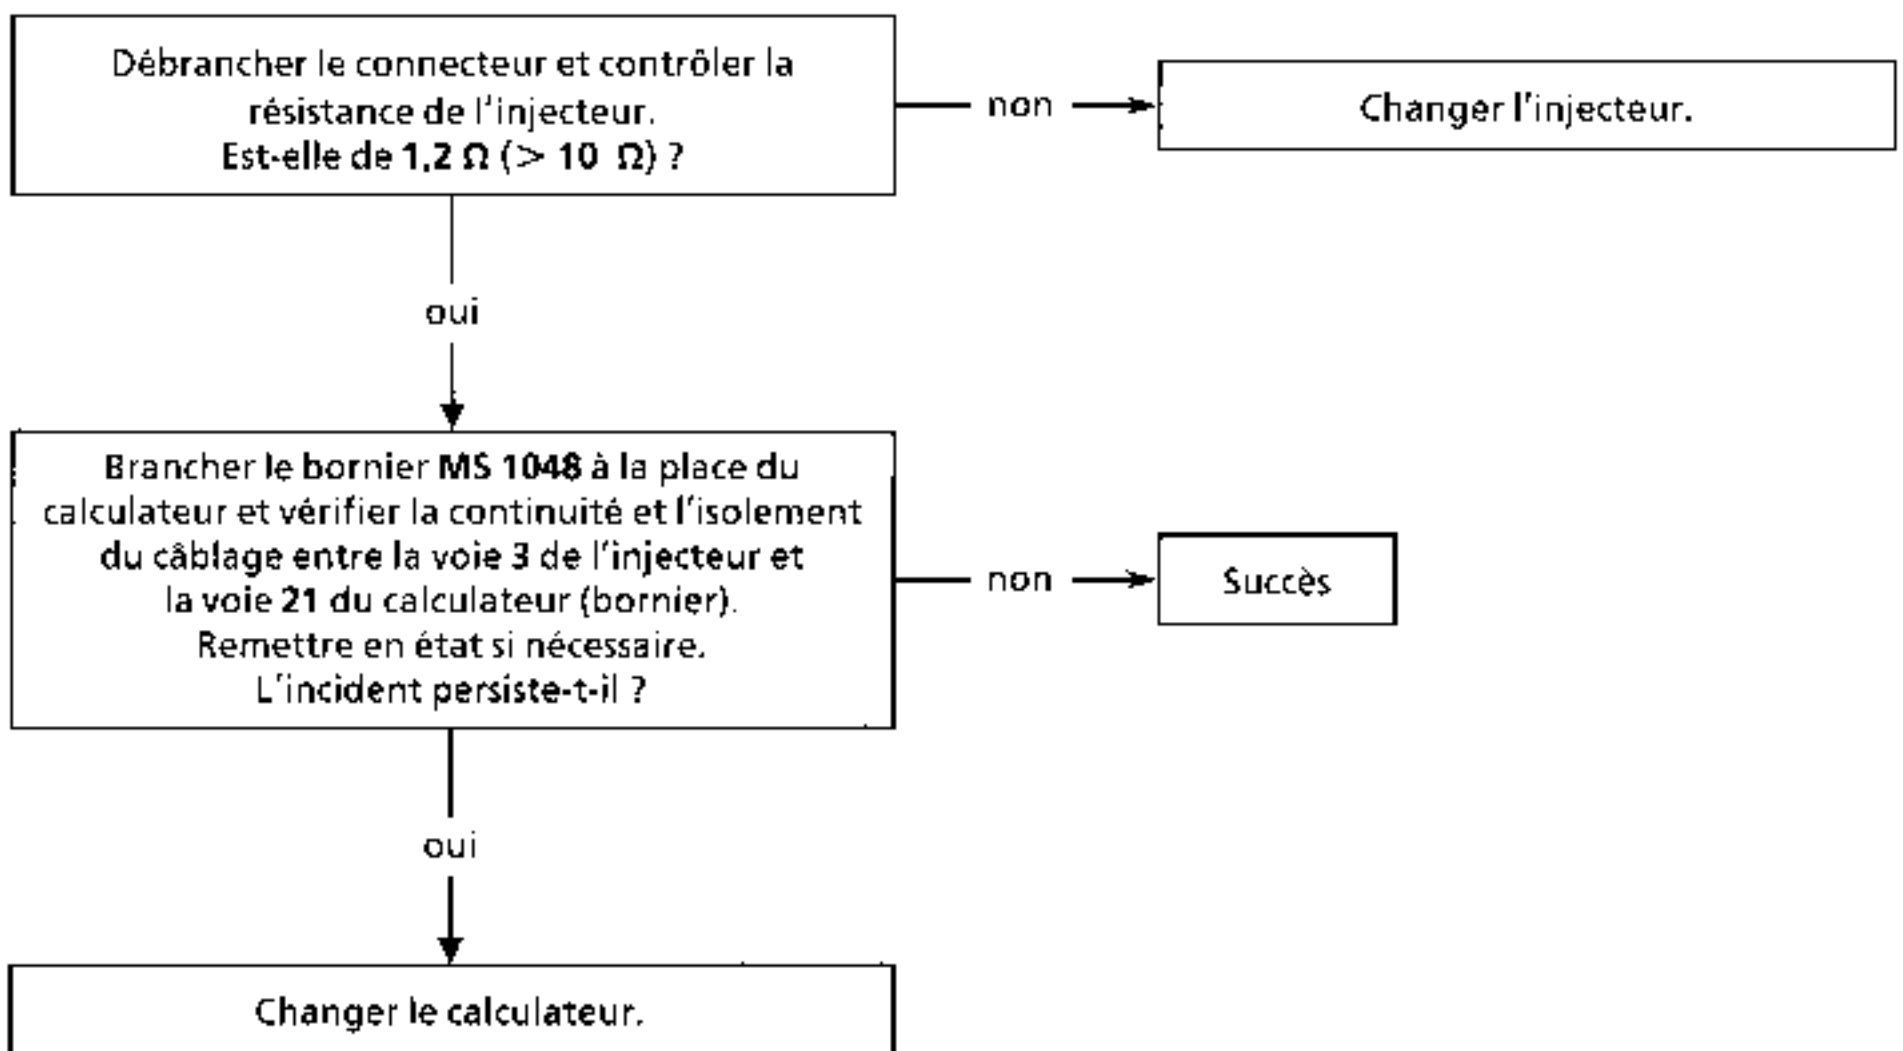 Débrancher le connecteur et contrôler la
résistance de l'injecteur.
Est-elle de 1,2 Ω (> 10 Ω) ?
non
Changer l'injecteur.
oui
Brancher le bornier MS 1048 à la place du
calculateur et vérifier la continuité et l'isolement
du câblage entre la voie 3 de l'injecteur et
la voie 21 du calculateur (bornier).
Remettre en état si nécessaire.
L'incident persiste-t-il ?
non
Succès
oui
Changer le calculateur.